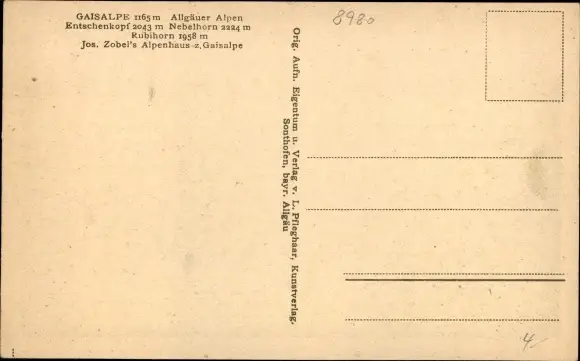 GAISALPE 1165 m Allgäuer Alpen
Entschenkopf 2043 m Nebelhorn 2224 m
Rubihorn 1958 m
Jos. Zobel's Alpenhaus z. Gaisalpe
8980
Orig. Aufn. Eigentum u. Verlag v. L. Pfleghaar, Kunstverlag.
Sonthofen, bayr. Allgäu
4.-